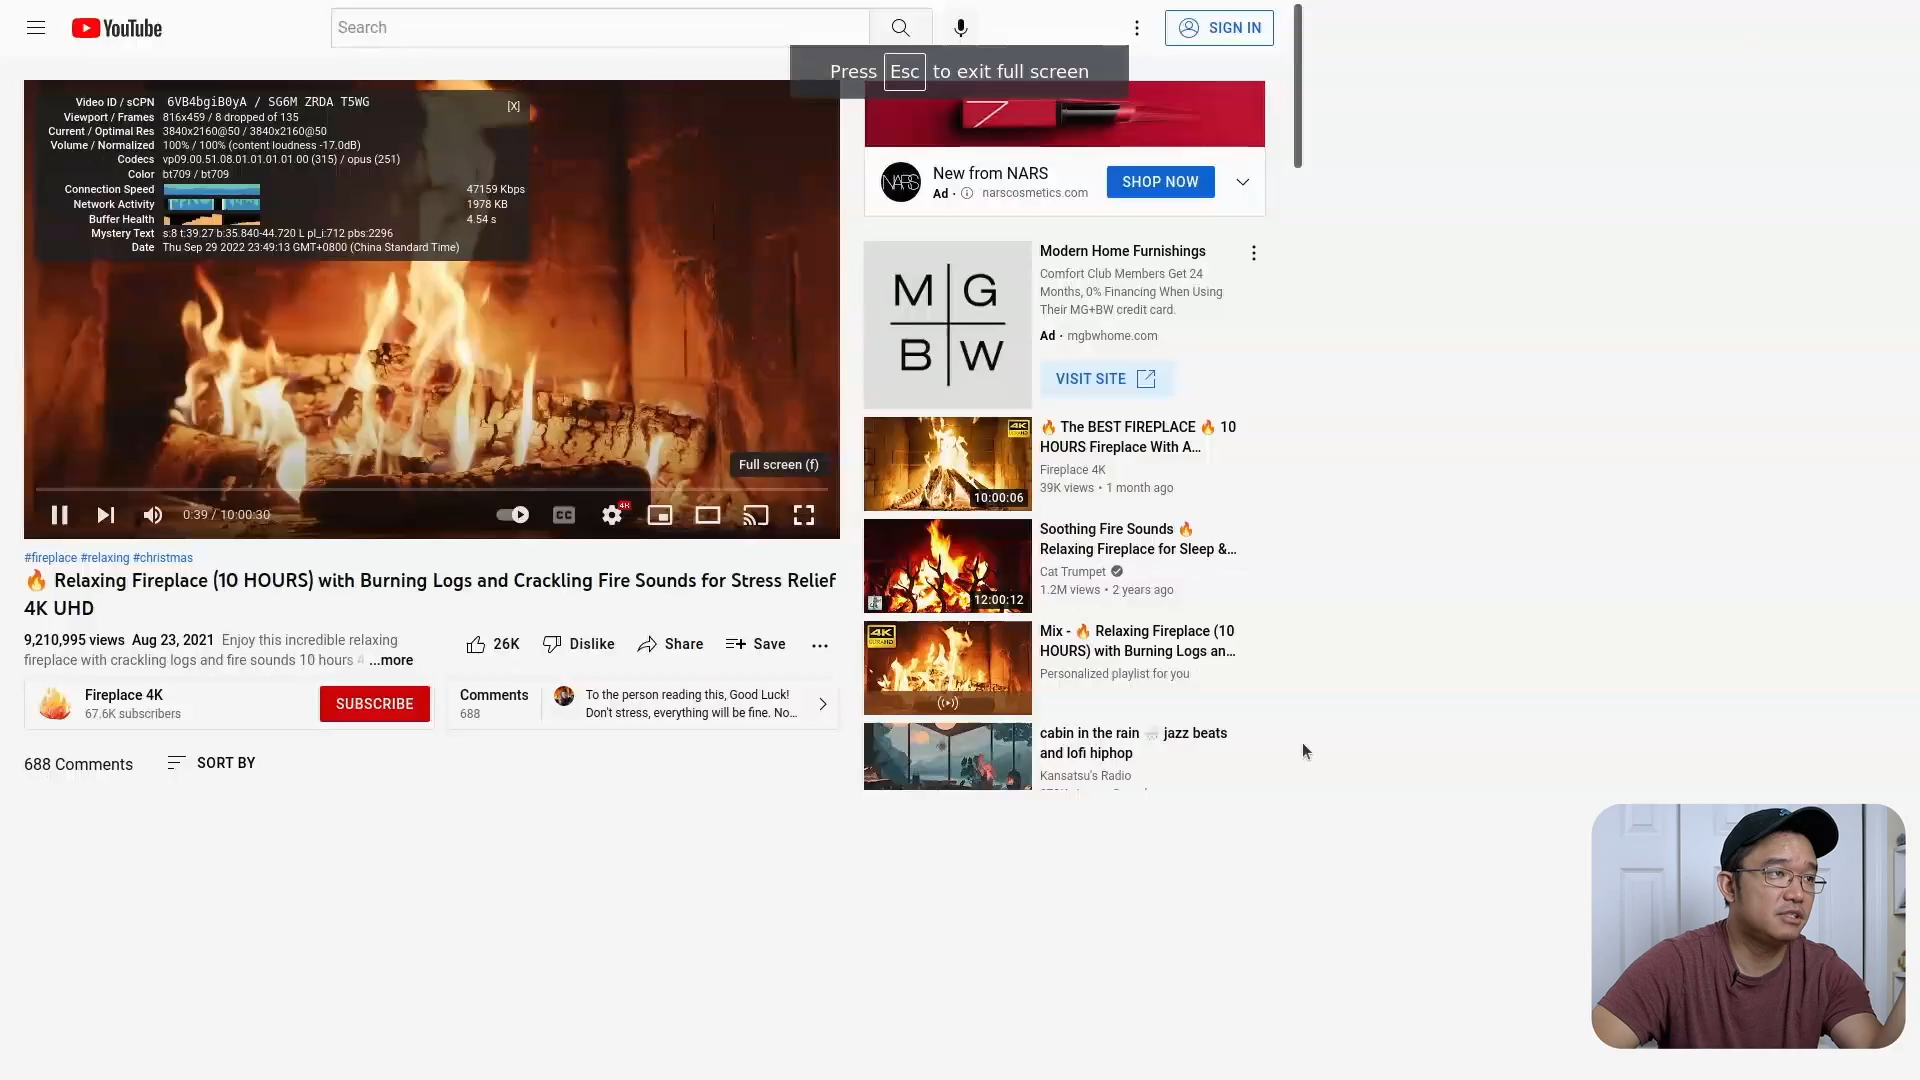 YouTube
Search
SIGN IN
Press Esc to exit full screen
Video ID / sCPN 6VB4bgiB0yA / SG6M ZRDA T5WG
[X]
Viewport / Frames 816x459 / 8 dropped of 135
Current / Optimal Res 3840x2160@50 / 3840x2160@50
Volume / Normalized 100% / 100% (content loudness -17.0dB)
Codecs vp09.00.51.08.01.01.01.01.00 (315) / opus (251)
Color bt709 / bt709
Connection Speed 47159 Kbps
Network Activity 1978 KB
Buffer Health 4.54 s
Mystery Text s:8 t:39.27 b:35.840-44.720 L pl_i:712 pbs:2296
Date Thu Sep 29 2022 23:49:13 GMT+0800 (China Standard Time)
Full screen (f)
0:39 / 10:00:30
CC
4K
#fireplace #relaxing #christmas
🔥 Relaxing Fireplace (10 HOURS) with Burning Logs and Crackling Fire Sounds for Stress Relief
4K UHD
9,210,995 views Aug 23, 2021 Enjoy this incredible relaxing
fireplace with crackling logs and fire sounds 10 hours 4 ...more
26K Dislike Share Save
Fireplace 4K
67.6K subscribers
SUBSCRIBE
Comments
688
To the person reading this, Good Luck!
Don't stress, everything will be fine. No...
688 Comments SORT BY
NARS
New from NARS
Ad · narscosmetics.com
SHOP NOW
M G
B W
Modern Home Furnishings
Comfort Club Members Get 24
Months, 0% Financing When Using
Their MG+BW credit card.
Ad · mgbwhome.com
VISIT SITE
4K
10:00:06
🔥 The BEST FIREPLACE 🔥 10
HOURS Fireplace With A...
Fireplace 4K
39K views • 1 month ago
12:00:12
Soothing Fire Sounds 🔥
Relaxing Fireplace for Sleep &...
Cat Trumpet
1.2M views • 2 years ago
4K
ULTRA HD
Mix - 🔥 Relaxing Fireplace (10
HOURS) with Burning Logs an...
Personalized playlist for you
cabin in the rain 🌧 jazz beats
and lofi hiphop
Kansatsu's Radio